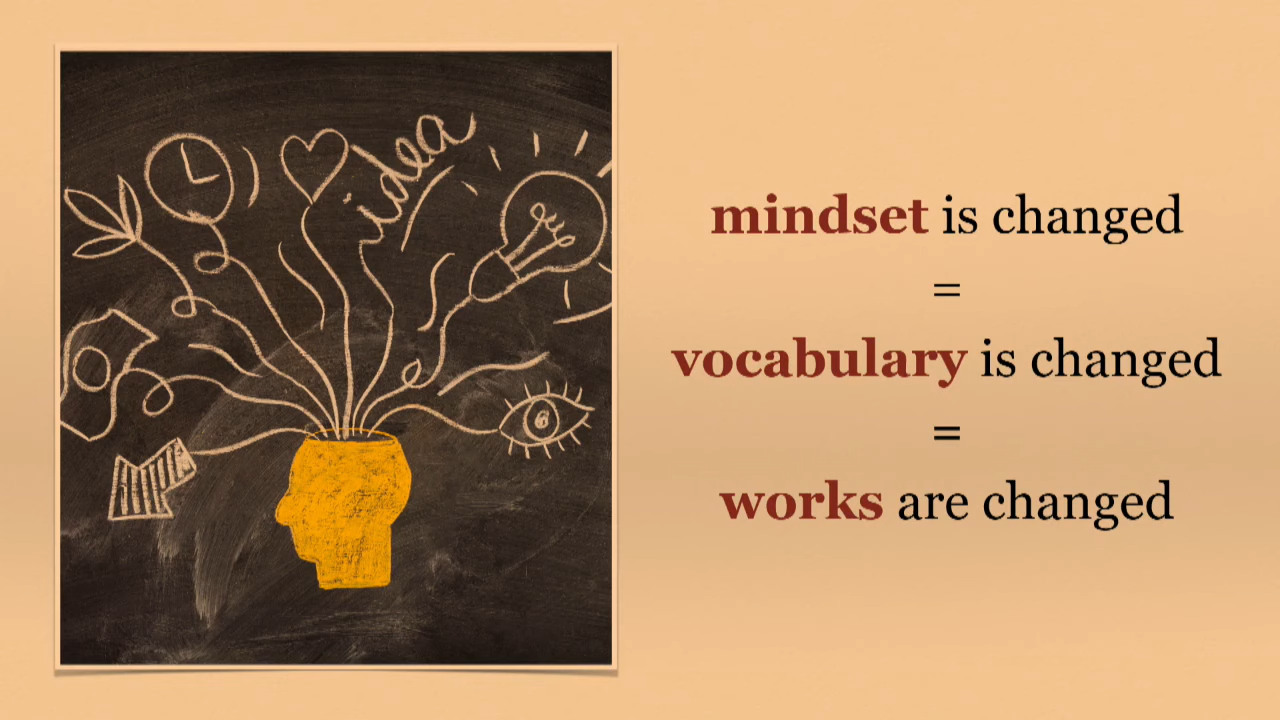 idea
mindset is changed
=
vocabulary is changed
=
works are changed